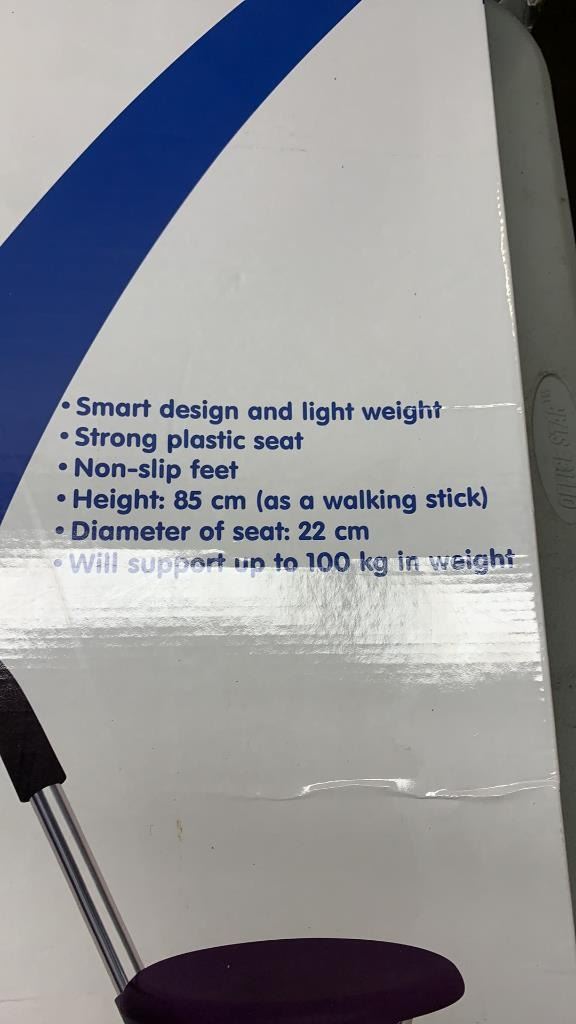 • Smart design and light weight
• Strong plastic seat
• Non-slip feet
• Height: 85 cm (as a walking stick)
• Diameter of seat: 22 cm
• Will support up to 100 kg in weight